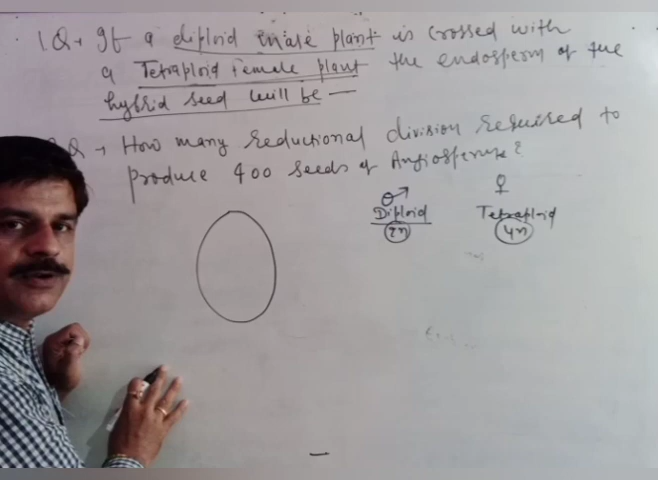 1Q → If a diploid male plant is crossed with
a Tetraploid Female plant the endosperm of the
hybrid seed will be —
Q → How many reductional division required to
produce 400 seeds of Angiosperms?
♂ ♀
Diploid Tetraploid
2n 4n